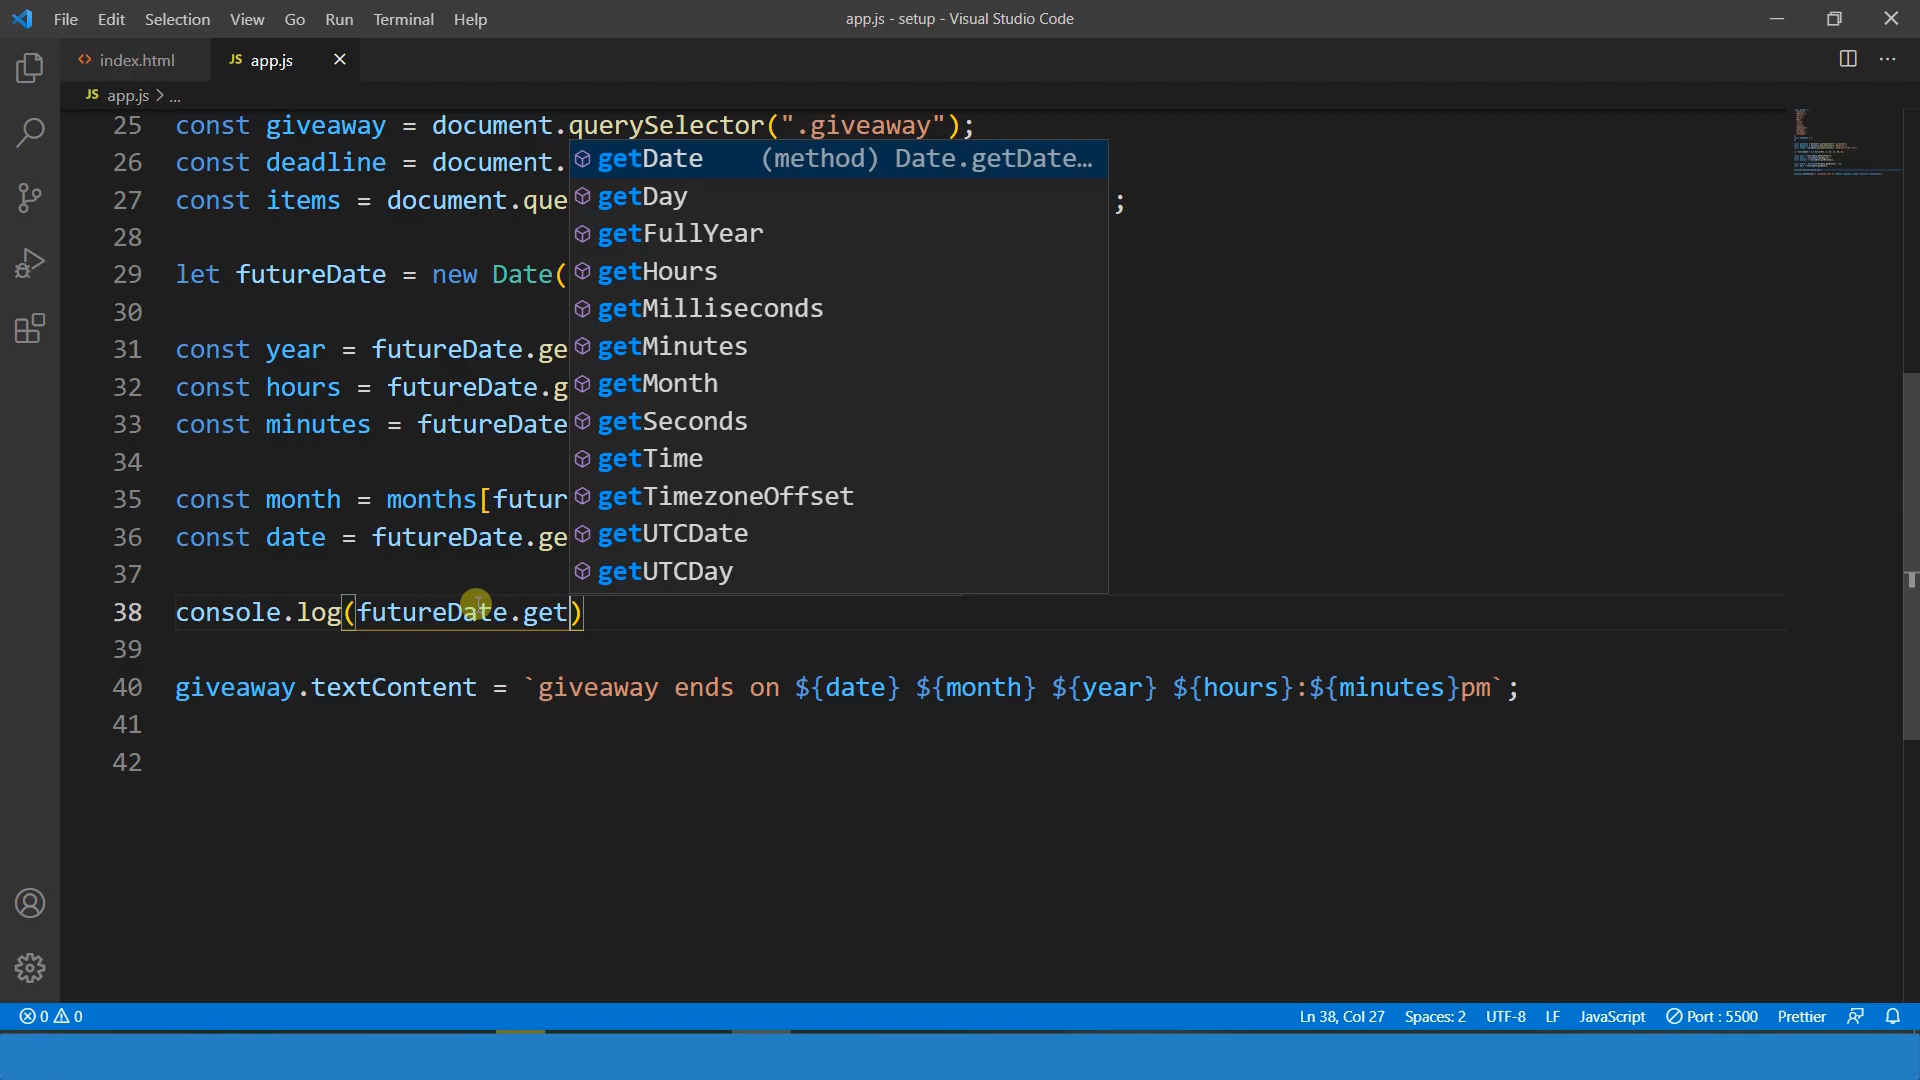 File Edit Selection View Go Run Terminal Help
app.js - setup - Visual Studio Code
index.html
JS app.js
JS app.js > ...
25 const giveaway = document.querySelector(".giveaway");
26 const deadline = document.
27 const items = document.que ;
28
29 let futureDate = new Date(
30
31 const year = futureDate.ge
32 const hours = futureDate.g
33 const minutes = futureDate
34
35 const month = months[futur
36 const date = futureDate.ge
37
38 console.log(futureDate.get)
39
40 giveaway.textContent = `giveaway ends on ${date} ${month} ${year} ${hours}:${minutes}pm`;
41
42
getDate (method) Date.getDate…
getDay
getFullYear
getHours
getMilliseconds
getMinutes
getMonth
getSeconds
getTime
getTimezoneOffset
getUTCDate
getUTCDay
0 0 Ln 38, Col 27 Spaces: 2 UTF-8 LF JavaScript Port : 5500 Prettier